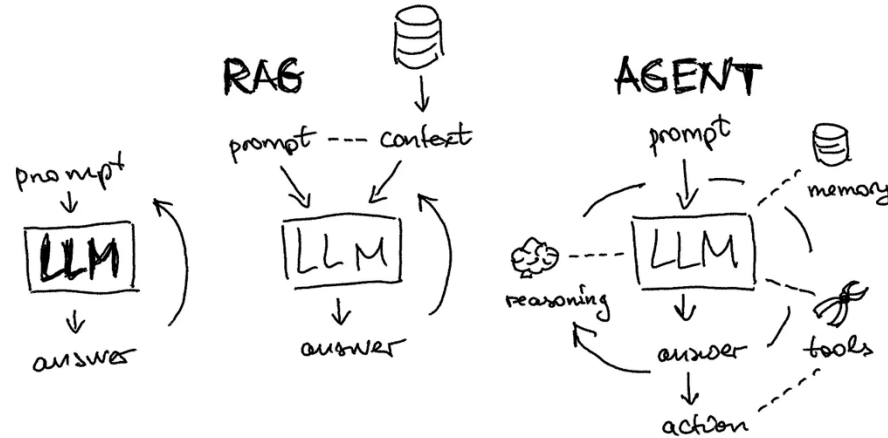 RAG
AGENT
prompt --- context
prompt
memory
prompt
LLM
LLM
LLM
reasoning
answer
answer
answer
tools
action